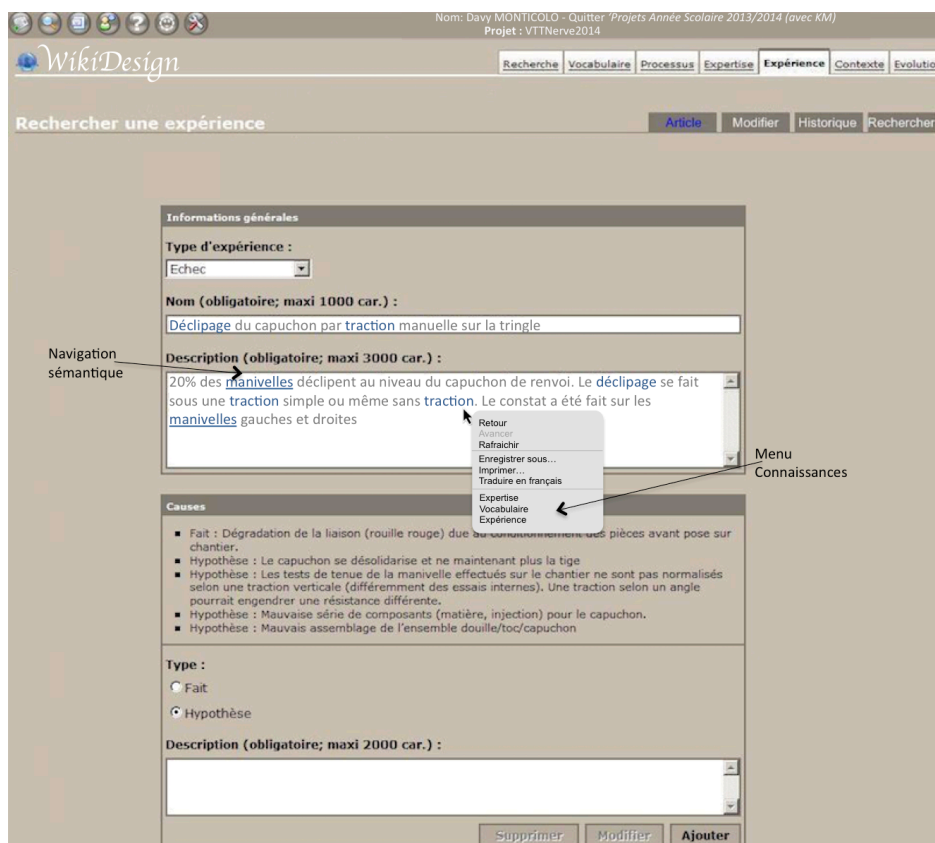 Nom: Davy MONTICOLO - Quitter 'Projets Année Scolaire 2013/2014 (avec KM)
Projet : VTTNerve2014
WikiDesign
Recherche Vocabulaire Processus Expertise Expérience Contexte Evolutio
Rechercher une expérience
Article Modifier Historique Rechercher
Informations générales
Type d'expérience :
Echec
Nom (obligatoire; maxi 1000 car.) :
Déclipage du capuchon par traction manuelle sur la tringle
Navigation
sémantique
Description (obligatoire; maxi 3000 car.) :
20% des manivelles déclipent au niveau du capuchon de renvoi. Le déclipage se fait
sous une traction simple ou même sans traction. Le constat a été fait sur les
manivelles gauches et droites
Retour
Avancer
Rafraichir
Enregistrer sous...
Imprimer...
Traduire en français
Expertise
Vocabulaire
Expérience
Menu
Connaissances
Causes
Fait : Dégradation de la liaison (rouille rouge) due au conditionnement des pièces avant pose sur
chantier.
Hypothèse : Le capuchon se désolidarise et ne maintenant plus la tige
Hypothèse : Les tests de tenue de la manivelle effectués sur le chantier ne sont pas normalisés
selon une traction verticale (différemment des essais internes). Une traction selon un angle
pourrait engendrer une résistance différente.
Hypothèse : Mauvaise série de composants (matière, injection) pour le capuchon.
Hypothèse : Mauvais assemblage de l'ensemble douille/toc/capuchon
Type :
Fait
Hypothèse
Description (obligatoire; maxi 2000 car.) :
Supprimer Modifier Ajouter